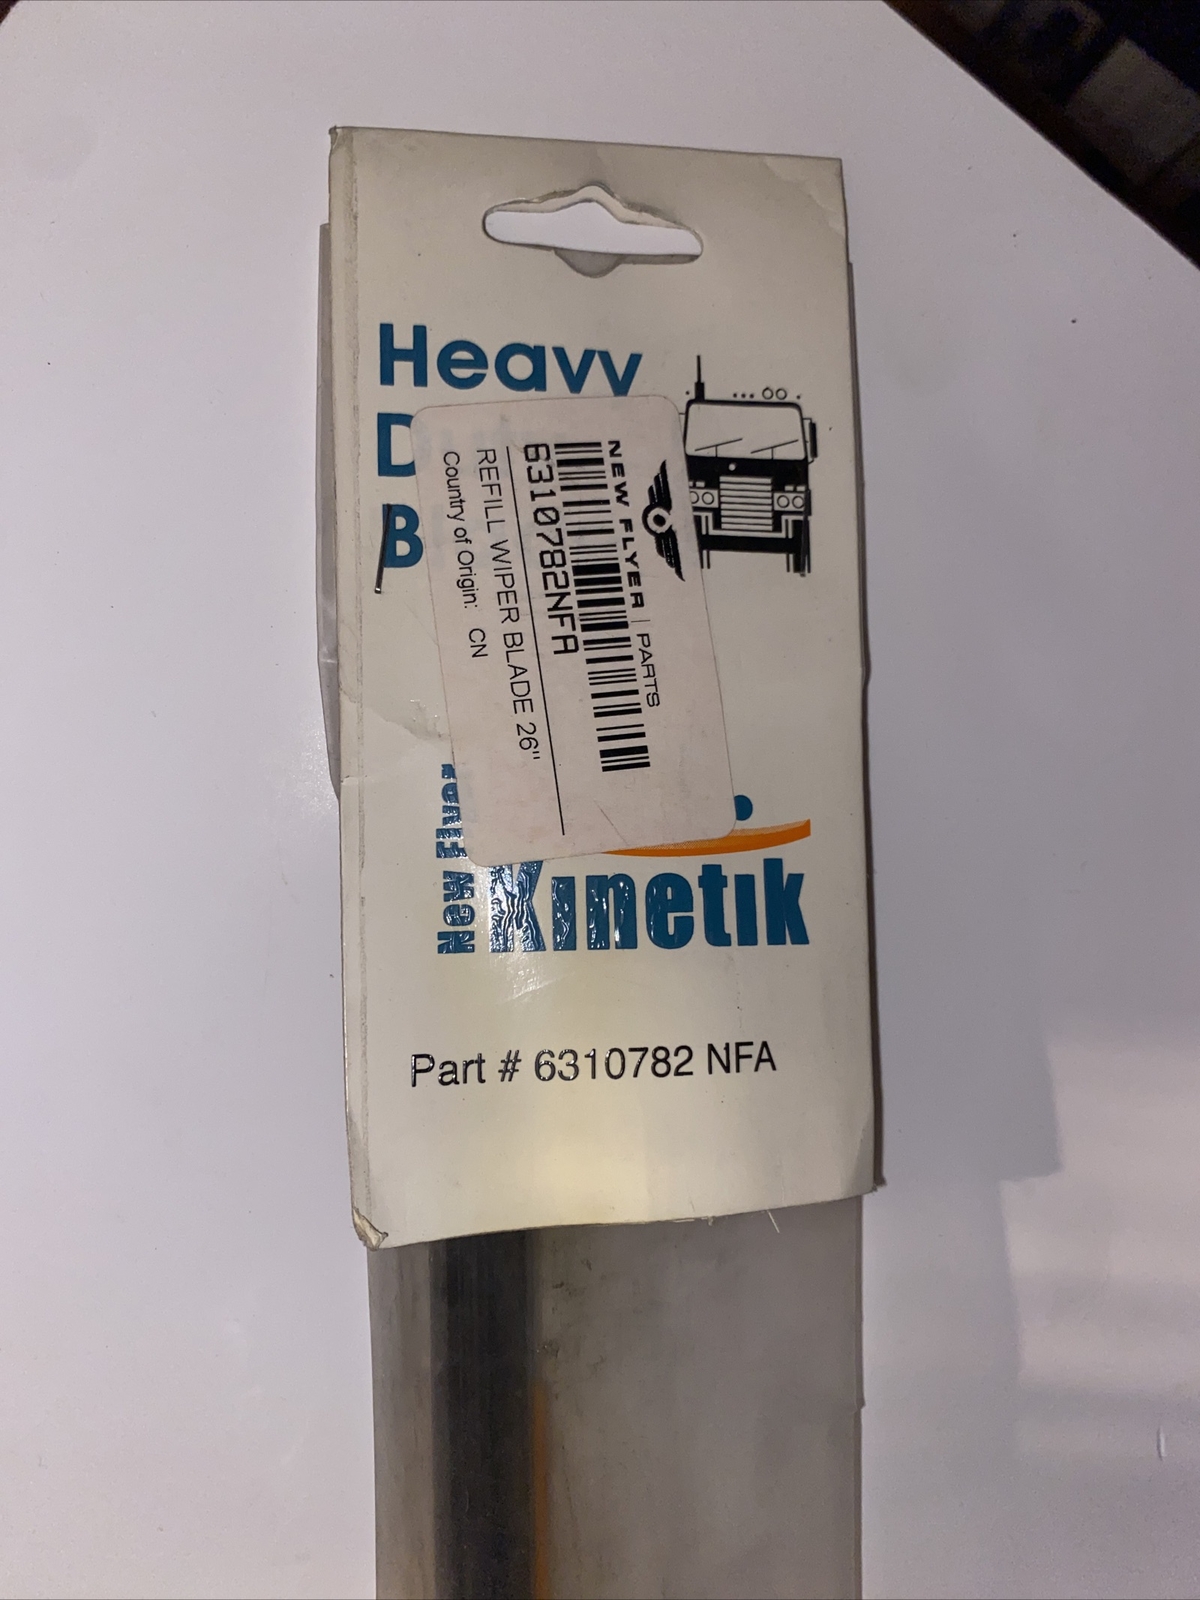 Heavy
D
B
NEW FLYER | PARTS
6310782NFA
REFILL WIPER BLADE 26"
Country of Origin: CN
New Flyer
Kinetik
Part # 6310782 NFA